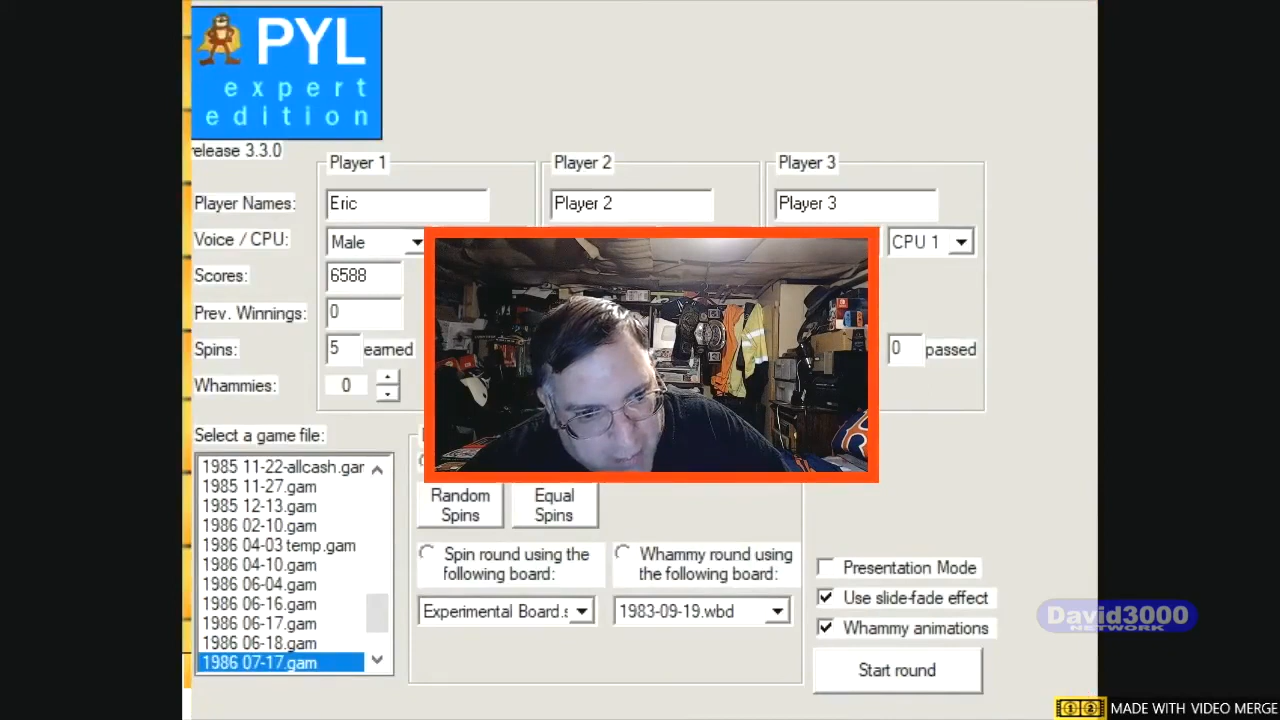 PYL
expert
edition
release 3.3.0
Player 1
Player 2
Player 3
Player Names:
Eric
Player 2
Player 3
Voice / CPU:
Male
CPU 1
Scores:
6588
Prev. Winnings:
0
Spins:
5 earned
0 passed
Whammies:
0
Select a game file:
1985 11-22-allcash.gar
1985 11-27.gam
1985 12-13.gam
1986 02-10.gam
1986 04-03 temp.gam
1986 04-10.gam
1986 06-04.gam
1986 06-16.gam
1986 06-17.gam
1986 06-18.gam
1986 07-17.gam
Random
Spins
Equal
Spins
Spin round using the
following board:
Experimental Board.s
Whammy round using
the following board:
1983-09-19.wbd
Presentation Mode
Use slide-fade effect
Whammy animations
Start round
David3000
NETWORK
MADE WITH VIDEO MERGE